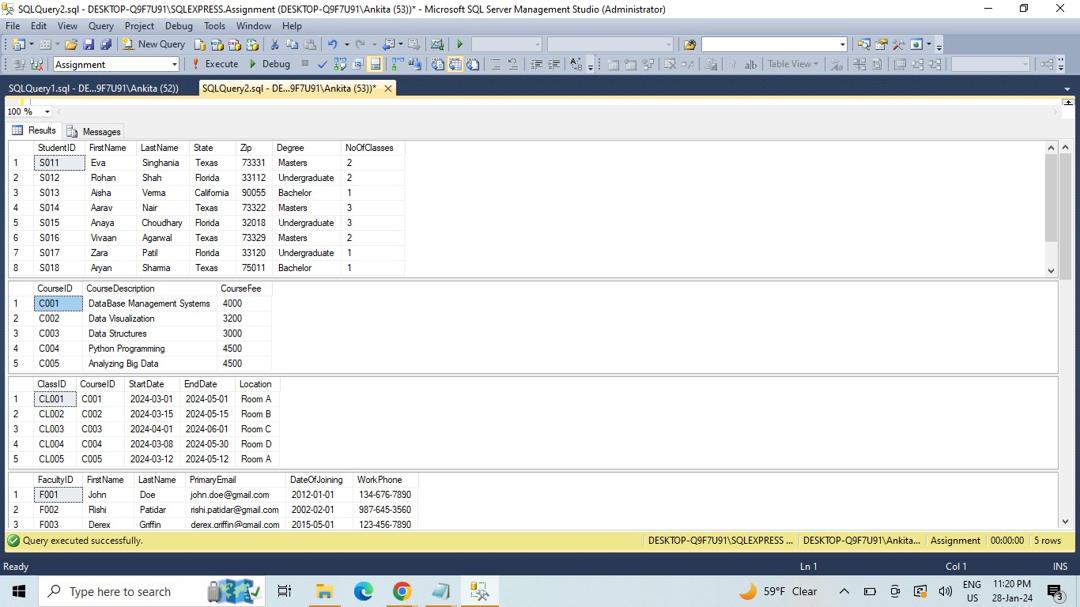 SQLQuery2.sql - DESKTOP-Q9F7U91\SQLEXPRESS.Assignment (DESKTOP-Q9F7U91\Ankita (53))* - Microsoft SQL Server Management Studio (Administrator)
File Edit View Query Project Debug Tools Window Help
New Query
Assignment Execute Debug Table View
SQLQuery1.sql - DE...9F7U91\Ankita (52)) SQLQuery2.sql - DE...9F7U91\Ankita (53))*
100 %
Results Messages
StudentID FirstName LastName State Zip Degree NoOfClasses
1 S011 Eva Singhania Texas 73331 Masters 2
2 S012 Rohan Shah Florida 33112 Undergraduate 2
3 S013 Aisha Verma California 90055 Bachelor 1
4 S014 Aarav Nair Texas 73322 Masters 3
5 S015 Anaya Choudhary Florida 32018 Undergraduate 3
6 S016 Vivaan Agarwal Texas 73329 Masters 2
7 S017 Zara Patil Florida 33120 Undergraduate 1
8 S018 Aryan Sharma Texas 75011 Bachelor 1
CourseID CourseDescription CourseFee
1 C001 DataBase Management Systems 4000
2 C002 Data Visualization 3200
3 C003 Data Structures 3000
4 C004 Python Programming 4500
5 C005 Analyzing Big Data 4500
ClassID CourseID StartDate EndDate Location
1 CL001 C001 2024-03-01 2024-05-01 Room A
2 CL002 C002 2024-03-15 2024-05-15 Room B
3 CL003 C003 2024-04-01 2024-06-01 Room C
4 CL004 C004 2024-03-08 2024-05-30 Room D
5 CL005 C005 2024-03-12 2024-05-12 Room A
FacultyID FirstName LastName PrimaryEmail DateOfJoining WorkPhone
1 F001 John Doe john.doe@gmail.com 2012-01-01 134-676-7890
2 F002 Rishi Patidar rishi.patidar@gmail.com 2002-02-01 987-645-3560
3 F003 Derex Griffin derex.griffin@gmail.com 2015-05-01 123-456-7890
Query executed successfully. DESKTOP-Q9F7U91\SQLEXPRESS ... DESKTOP-Q9F7U91\Ankita... Assignment 00:00:00 5 rows
Ready Ln 1 Col 1 INS
Type here to search 59°F Clear ENG US 11:20 PM 28-Jan-24 3